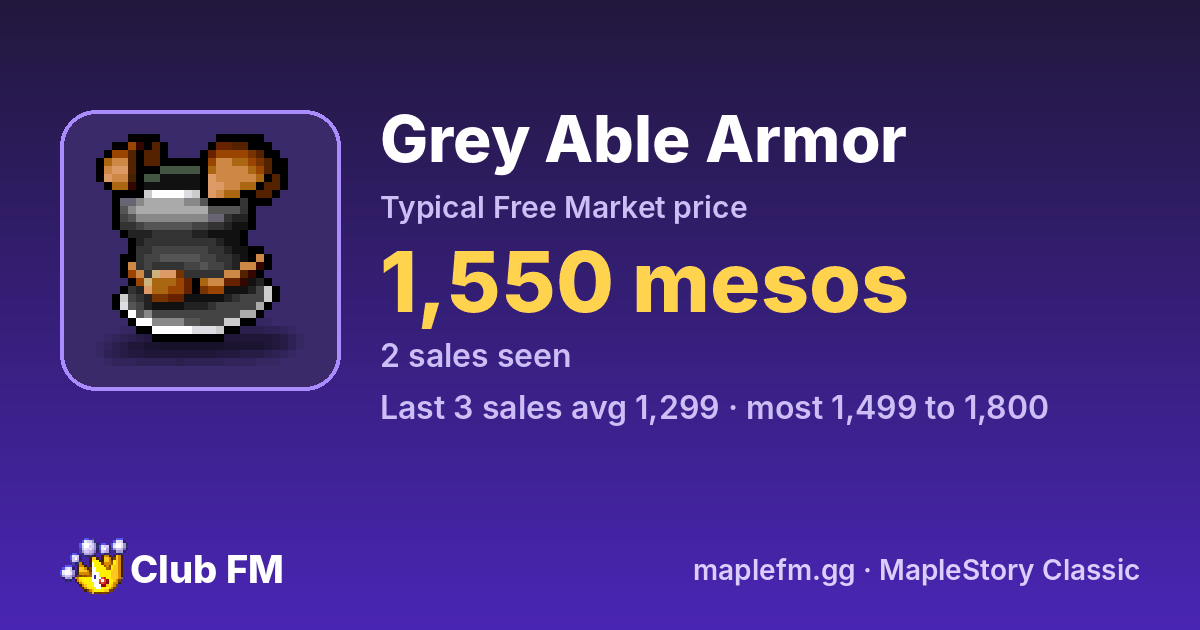 Grey Able Armor
Typical Free Market price
1,550 mesos
2 sales seen
Last 3 sales avg 1,299 · most 1,499 to 1,800
Club FM
maplefm.gg · MapleStory Classic